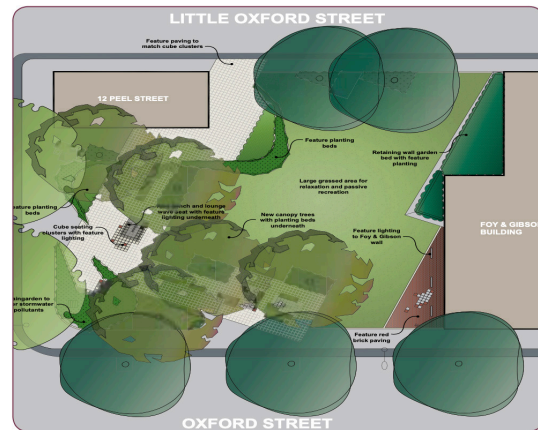 LITTLE OXFORD STREET
Feature paving to
match cube clusters
12 PEEL STREET
Feature planting
beds
Retaining wall garden
bed with feature
planting
Large grassed area for
relaxation and passive
recreation
planting
beds
bench and lounge
wave seat with feature
lighting underneath
Cube seating
clusters with feature
lighting
New canopy trees
with planting beds
underneath
Feature lighting
to Foy & Gibson
wall
FOY & GIBSON
BUILDING
stormwater
pollutants
Feature red
brick paving
OXFORD STREET